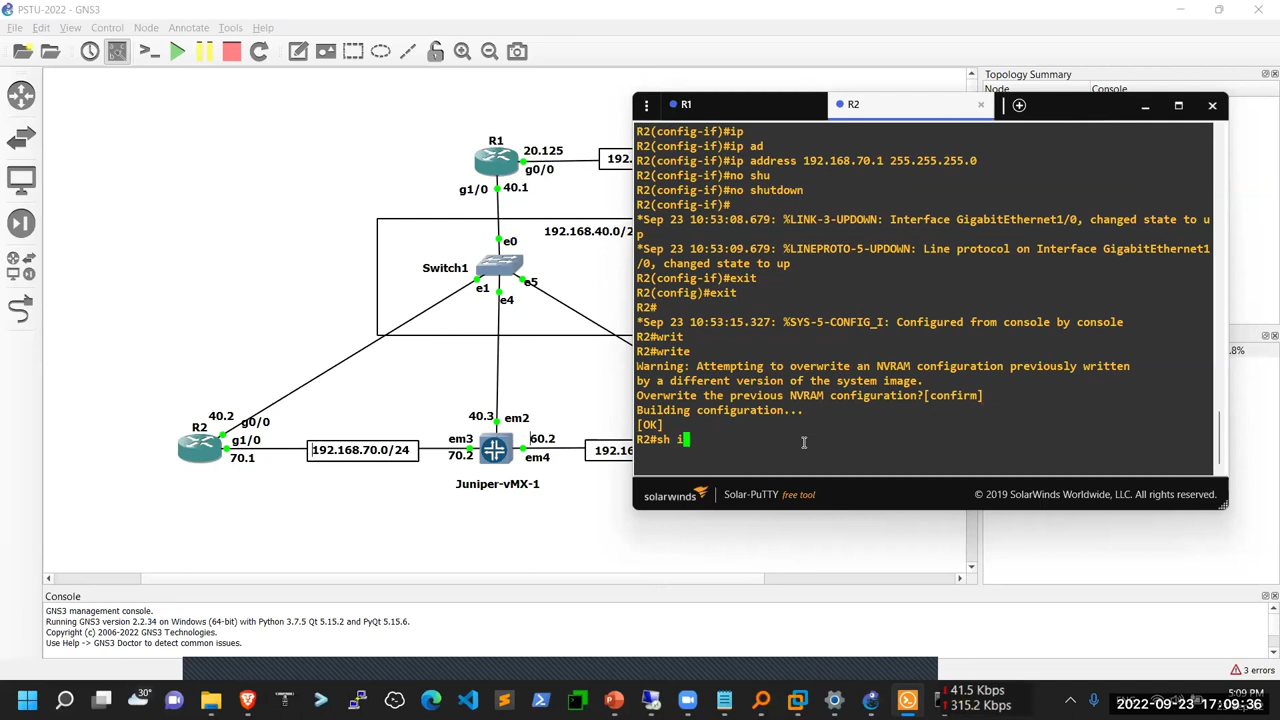 PSTU-2022 - GNS3
File Edit View Control Node Annotate Tools Help
Topology Summary
Node Console
R1
20.125
g0/0
192.
g1/0
40.1
192.168.40.0/2
e0
Switch1
e1
e5
e4
40.2
R2
g0/0
g1/0
70.1
192.168.70.0/24
40.3
em2
em3
60.2
70.2
em4
192.16
Juniper-vMX-1
R1
R2
R2(config-if)#ip
R2(config-if)#ip ad
R2(config-if)#ip address 192.168.70.1 255.255.255.0
R2(config-if)#no shu
R2(config-if)#no shutdown
R2(config-if)#
*Sep 23 10:53:08.679: %LINK-3-UPDOWN: Interface GigabitEthernet1/0, changed state to u
p
*Sep 23 10:53:09.679: %LINEPROTO-5-UPDOWN: Line protocol on Interface GigabitEthernet1
/0, changed state to up
R2(config-if)#exit
R2(config)#exit
R2#
*Sep 23 10:53:15.327: %SYS-5-CONFIG_I: Configured from console by console
R2#writ
R2#write
Warning: Attempting to overwrite an NVRAM configuration previously written
by a different version of the system image.
Overwrite the previous NVRAM configuration?[confirm]
Building configuration...
[OK]
R2#sh i
solarwinds Solar-PuTTY free tool © 2019 SolarWinds Worldwide, LLC. All rights reserved.
.8%
Console
GNS3 management console.
Running GNS3 version 2.2.34 on Windows (64-bit) with Python 3.7.5 Qt 5.15.2 and PyQt 5.15.6.
Copyright (c) 2006-2022 GNS3 Technologies.
Use Help -> GNS3 Doctor to detect common issues.
3 errors
30°
41.5 Kbps
315.2 Kbps
5:09 PM
2022-09-23 17:09:36